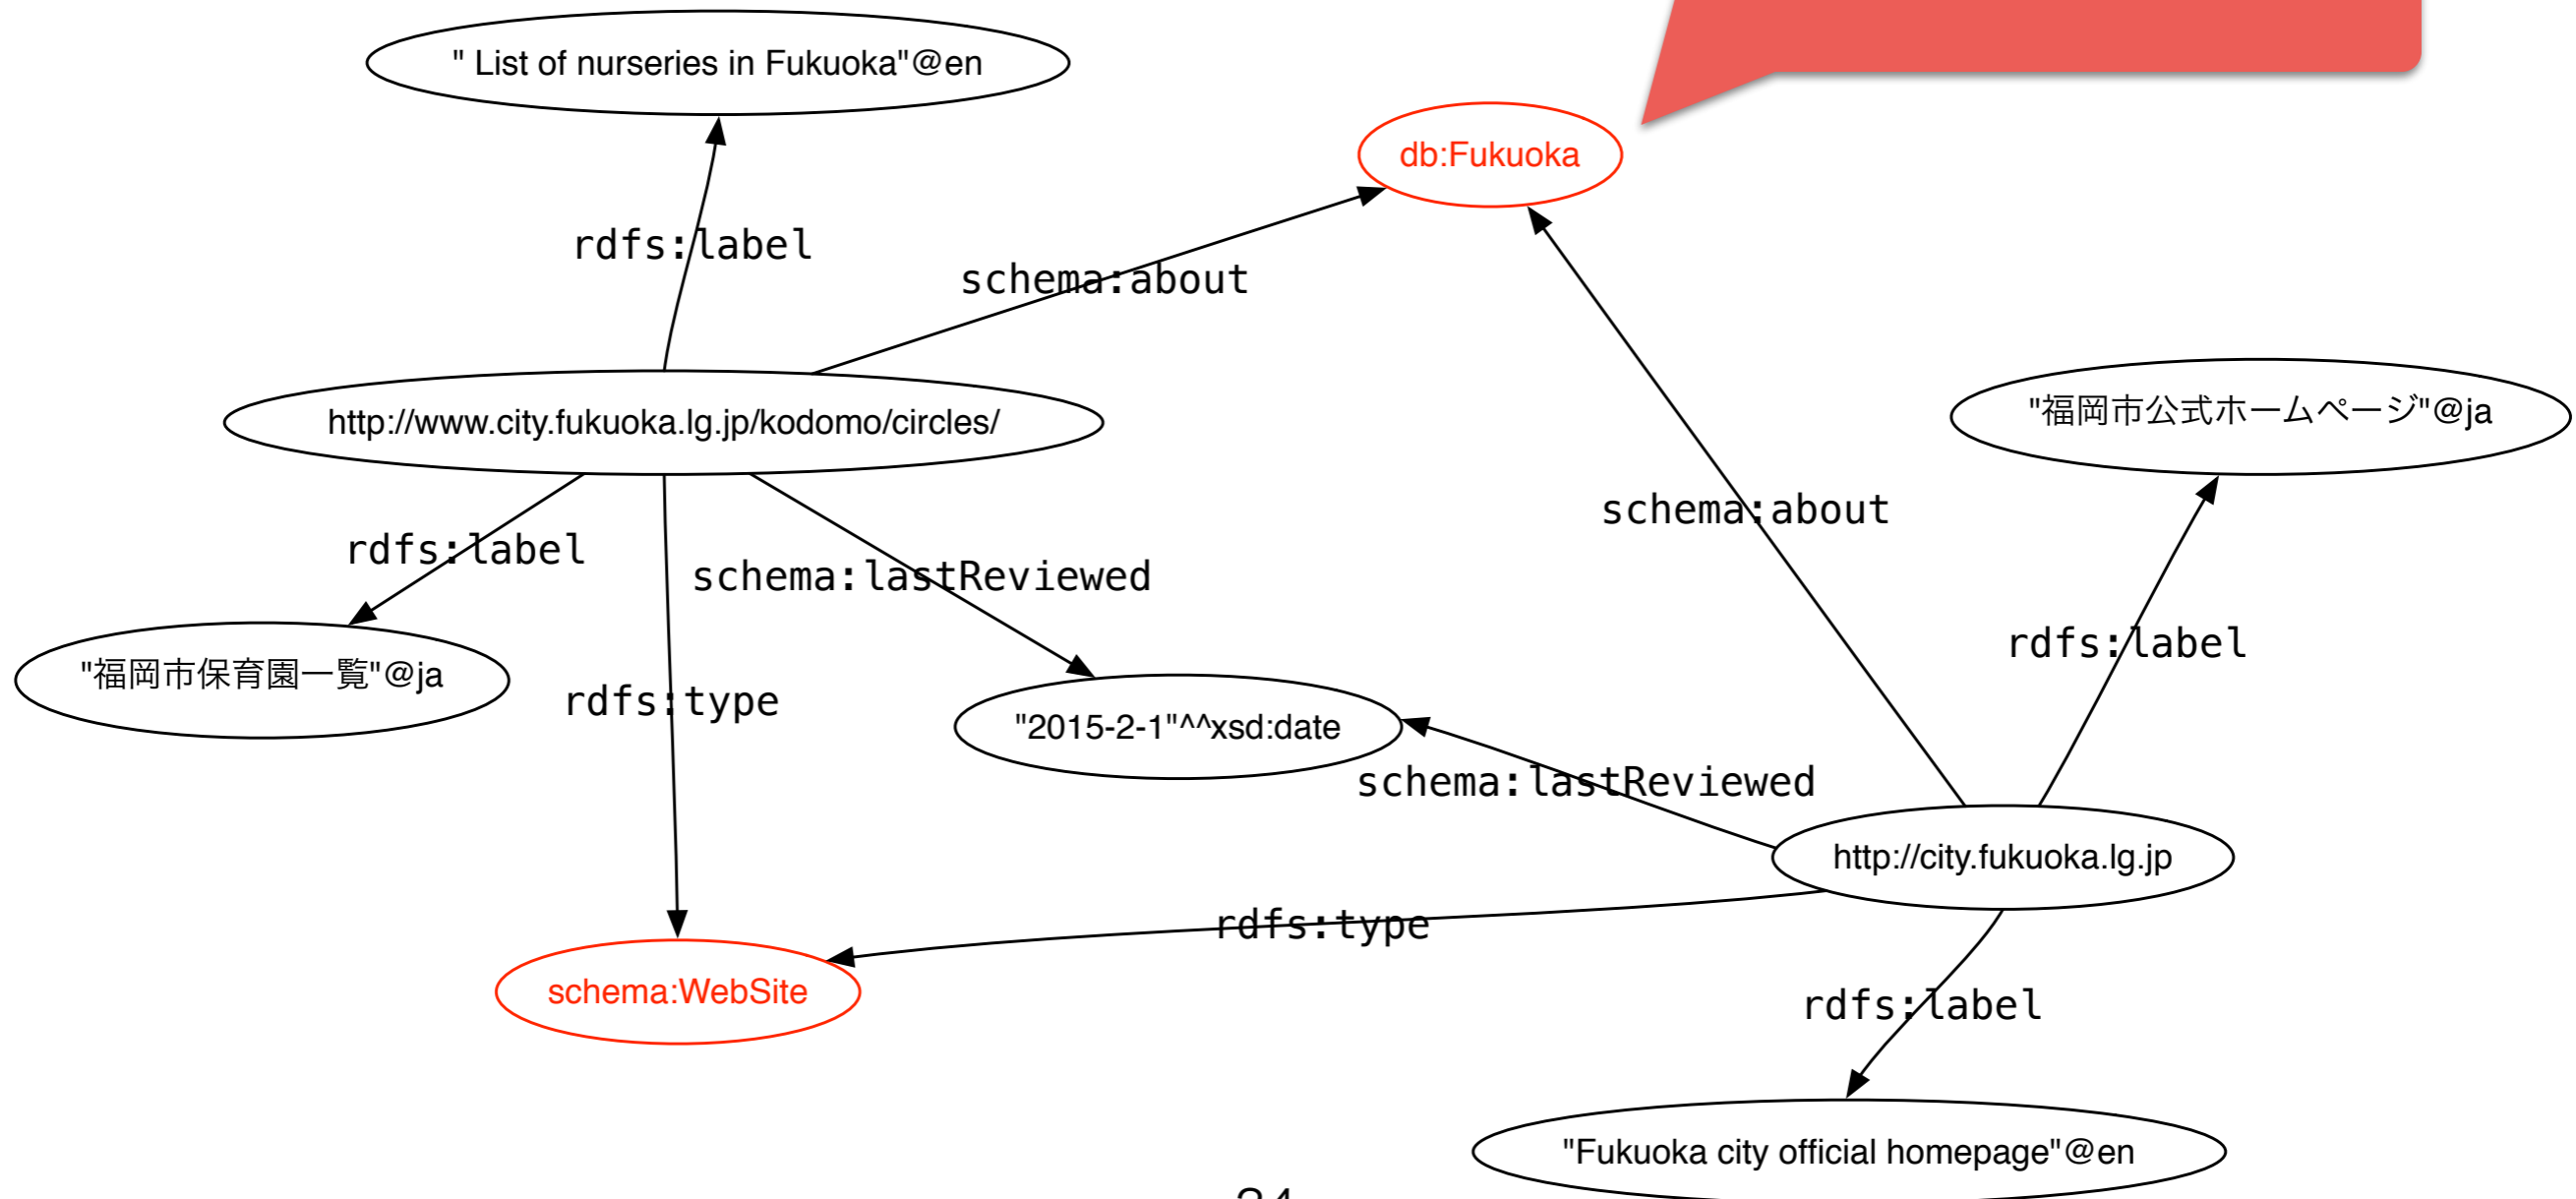 " List of nurseries in Fukuoka"@en
db:Fukuoka
rdfs:label
schema:about
http://www.city.fukuoka.lg.jp/kodomo/circles/
"福岡市公式ホームページ"@ja
schema:about
rdfs:label
schema:lastReviewed
rdfs:label
"福岡市保育園一覧"@ja
rdfs:type
"2015-2-1"^^xsd:date
schema:lastReviewed
http://city.fukuoka.lg.jp
rdfs:type
schema:WebSite
rdfs:label
"Fukuoka city official homepage"@en